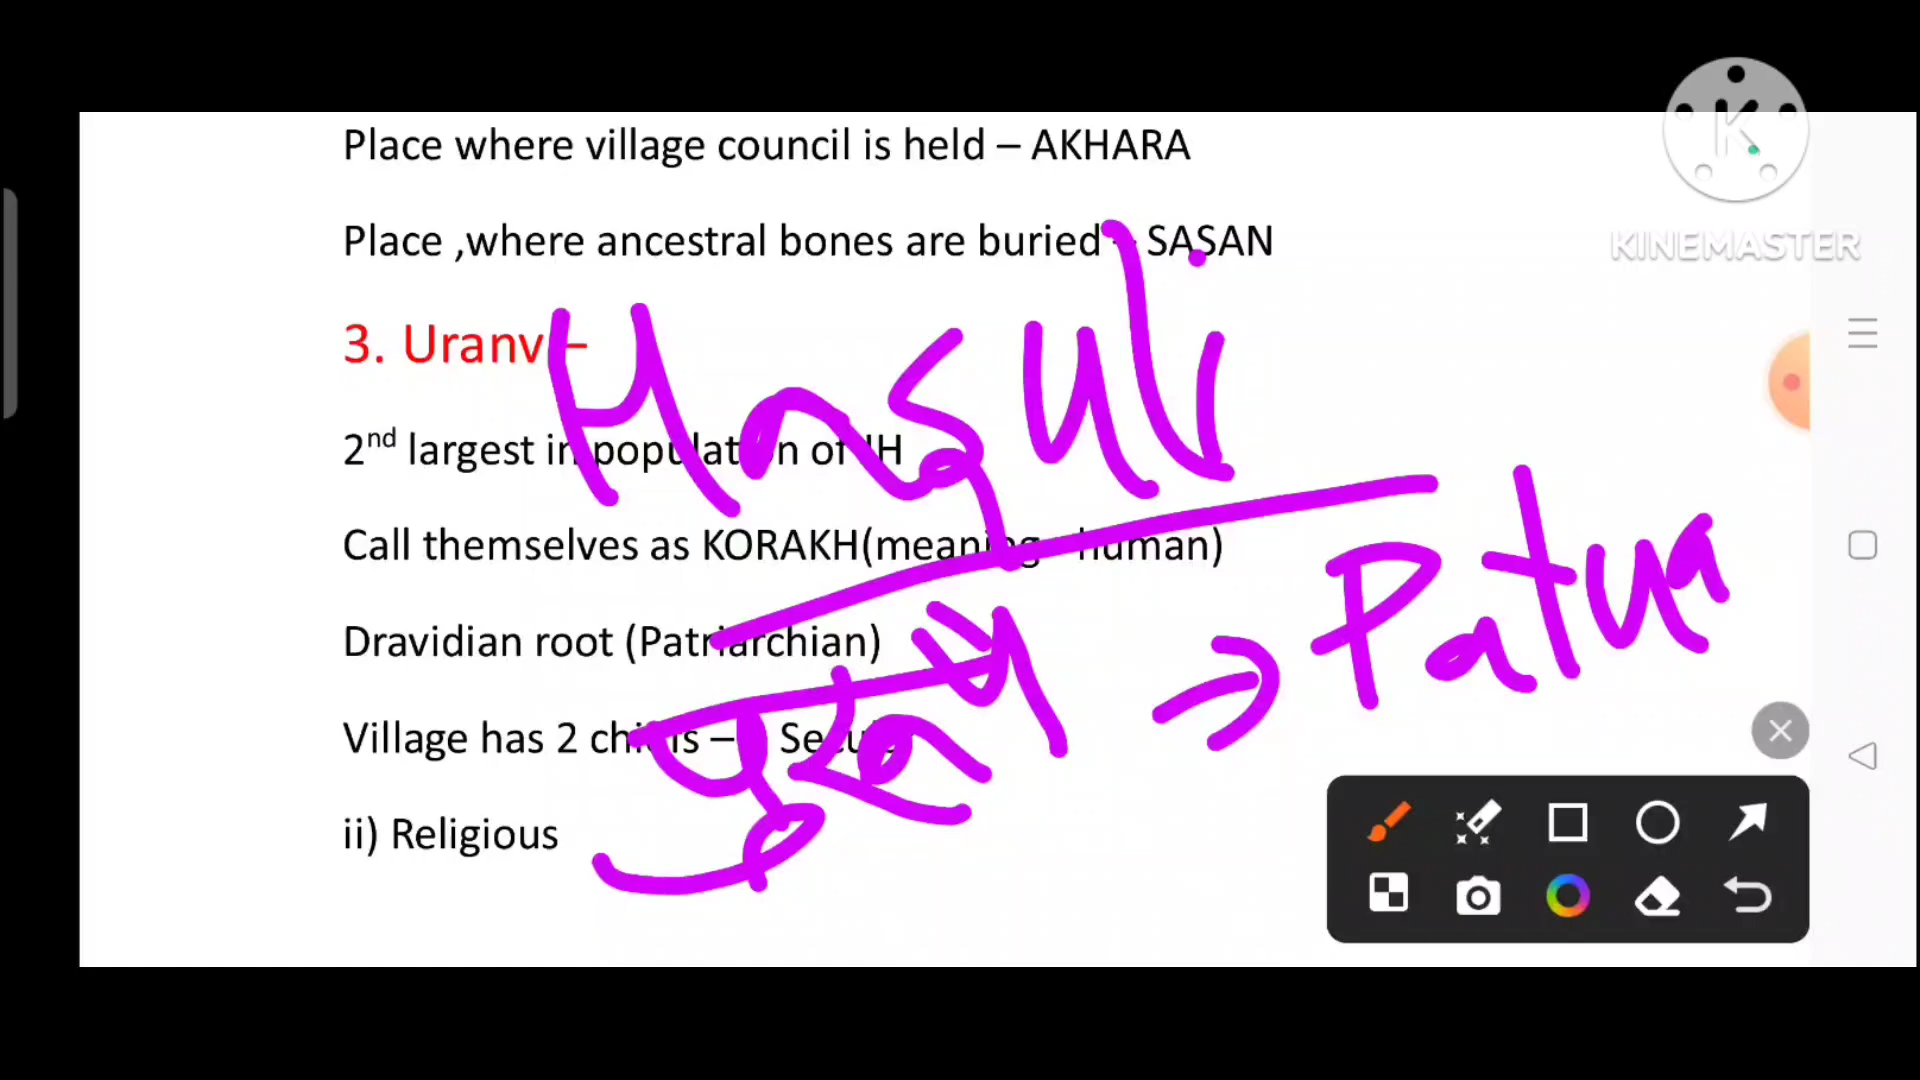 Place where village council is held – AKHARA
Place ,where ancestral bones are buried – SASAN
3. Uranv –
Hasuli
2nd largest in population of JH
Call themselves as KORAKH(meaning - human)
Patua
Dravidian root (Patriarchian)
Village has 2 chiefs –
ii) Religious
KINEMASTER